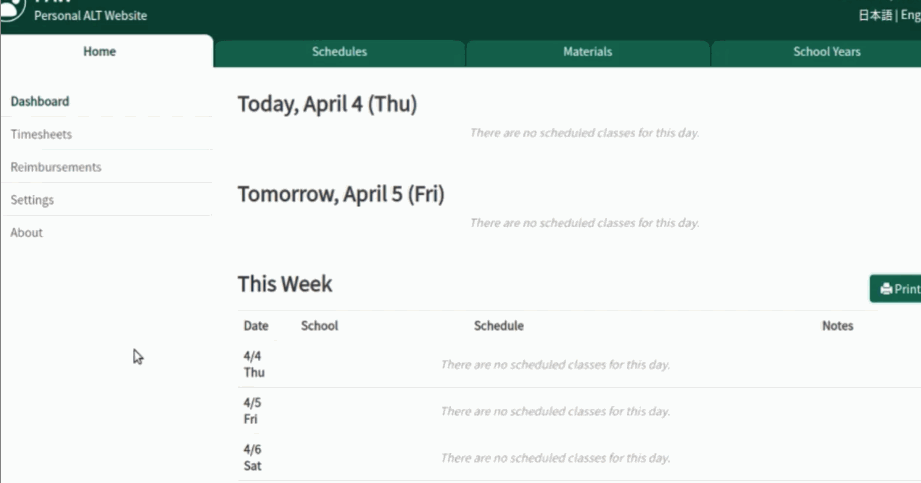 Personal ALT Website
日本語 | Eng
Home
Schedules
Materials
School Years
Dashboard
Timesheets
Reimbursements
Settings
About
Today, April 4 (Thu)
There are no scheduled classes for this day.
Tomorrow, April 5 (Fri)
There are no scheduled classes for this day.
This Week
Print
Date School Schedule Notes
4/4
Thu
There are no scheduled classes for this day.
4/5
Fri
There are no scheduled classes for this day.
4/6
Sat
There are no scheduled classes for this day.